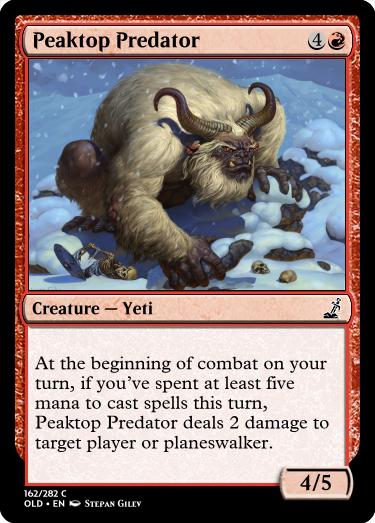 Peaktop Predator 4
Creature — Yeti
At the beginning of combat on your
turn, if you've spent at least five
mana to cast spells this turn,
Peaktop Predator deals 2 damage to
target player or planeswalker.
4/5
162/282 C
OLD • EN Stepan Gilev